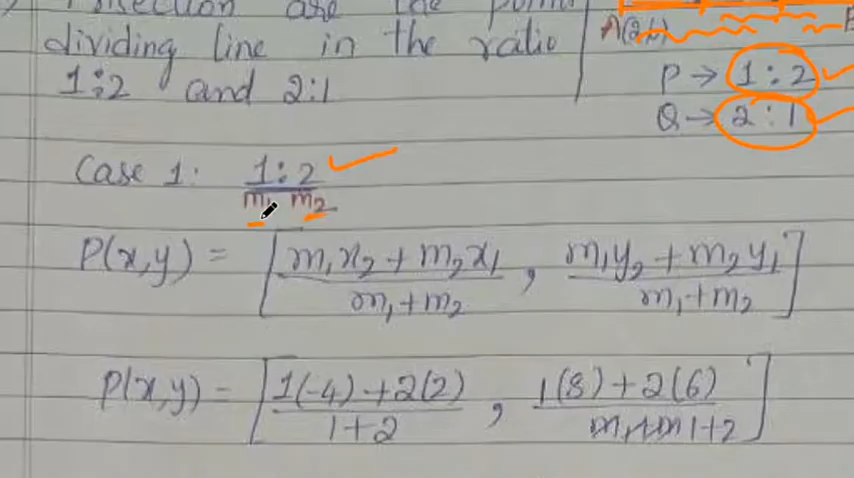 are the
dividing line in the ratio
1:2 and 2:1
P → 1 : 2
Q → 2 : 1
Case 1: 1 : 2
m1 m2
P(x,y) = [ m1x2 + m2x1 / m1 + m2 , m1y2 + m2y1 / m1 + m2 ]
P(x,y) = [ 1(-4) + 2(2) / 1 + 2 , 1(8) + 2(6) / 1+2 ]